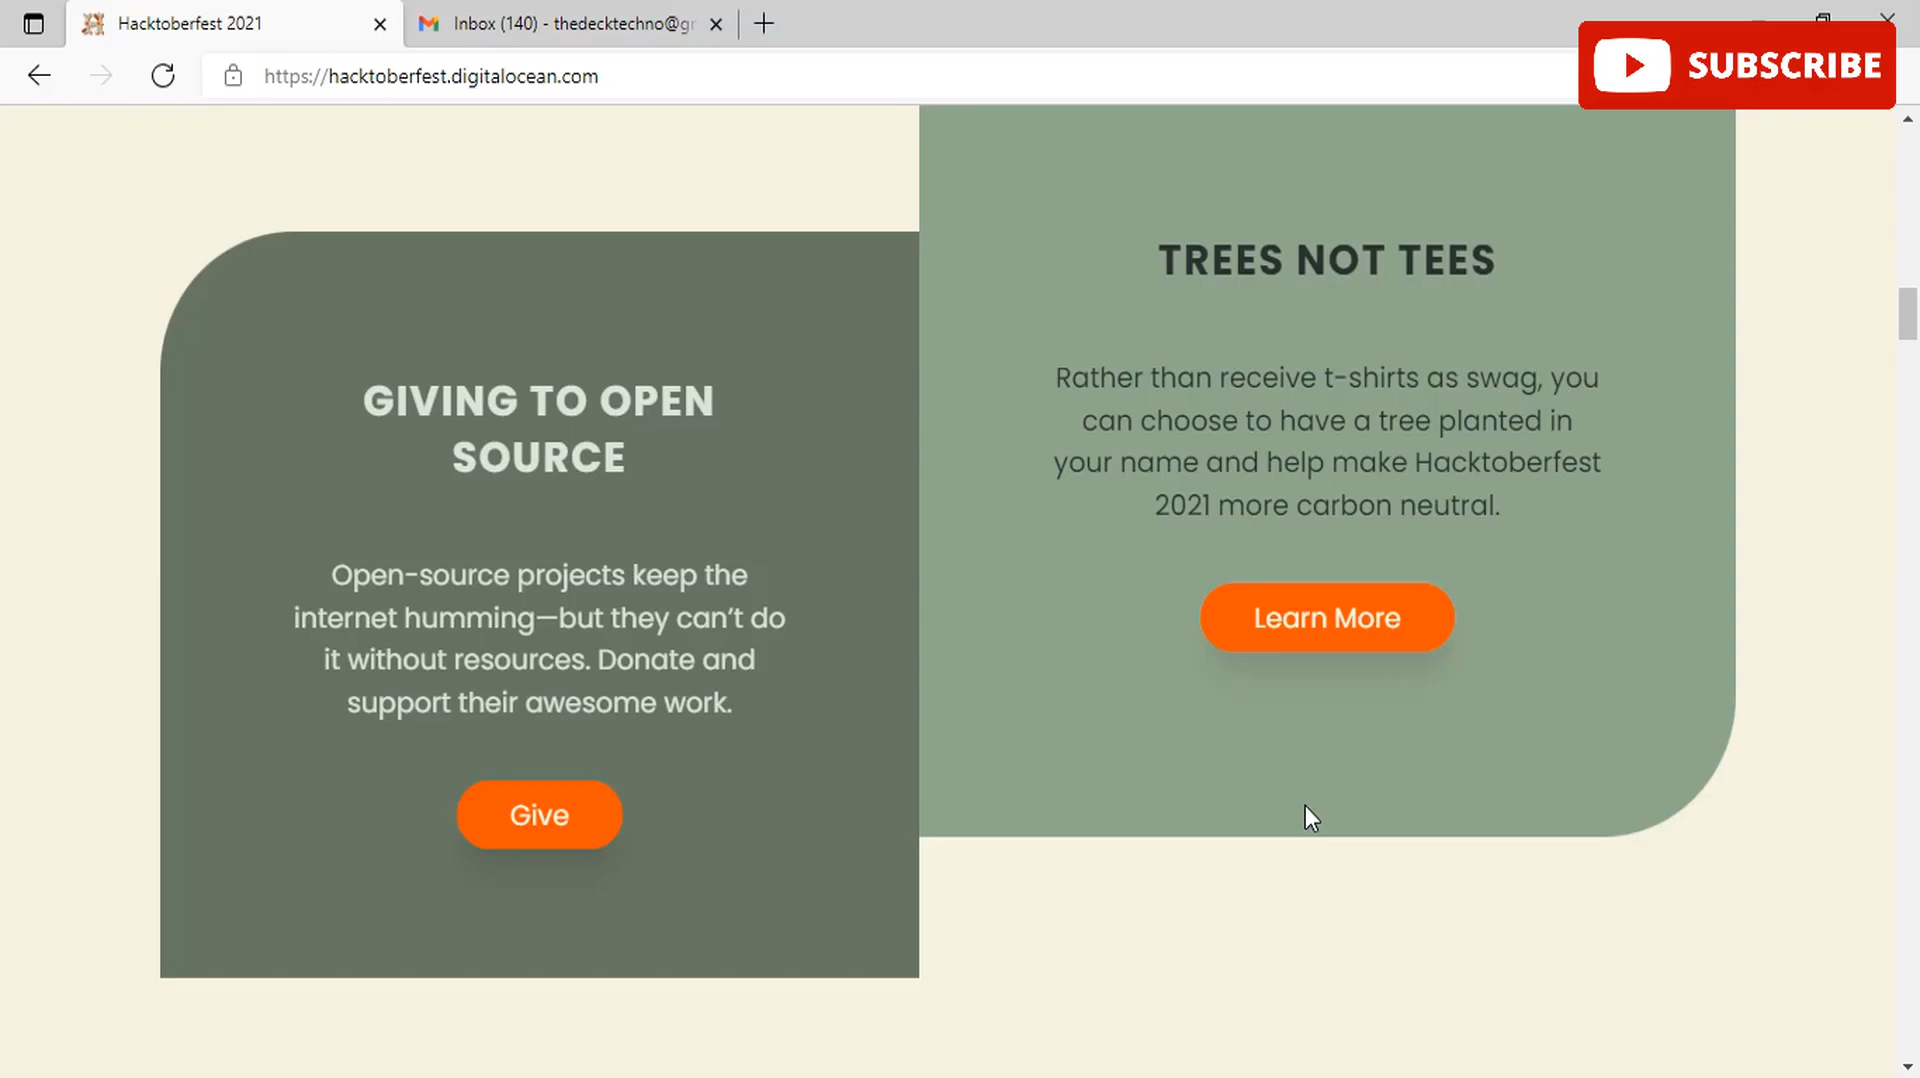 Hacktoberfest 2021
Inbox (140) - thedecktechno@gr
https://hacktoberfest.digitalocean.com
SUBSCRIBE
GIVING TO OPEN
SOURCE
Open-source projects keep the
internet humming—but they can’t do
it without resources. Donate and
support their awesome work.
Give
TREES NOT TEES
Rather than receive t-shirts as swag, you
can choose to have a tree planted in
your name and help make Hacktoberfest
2021 more carbon neutral.
Learn More